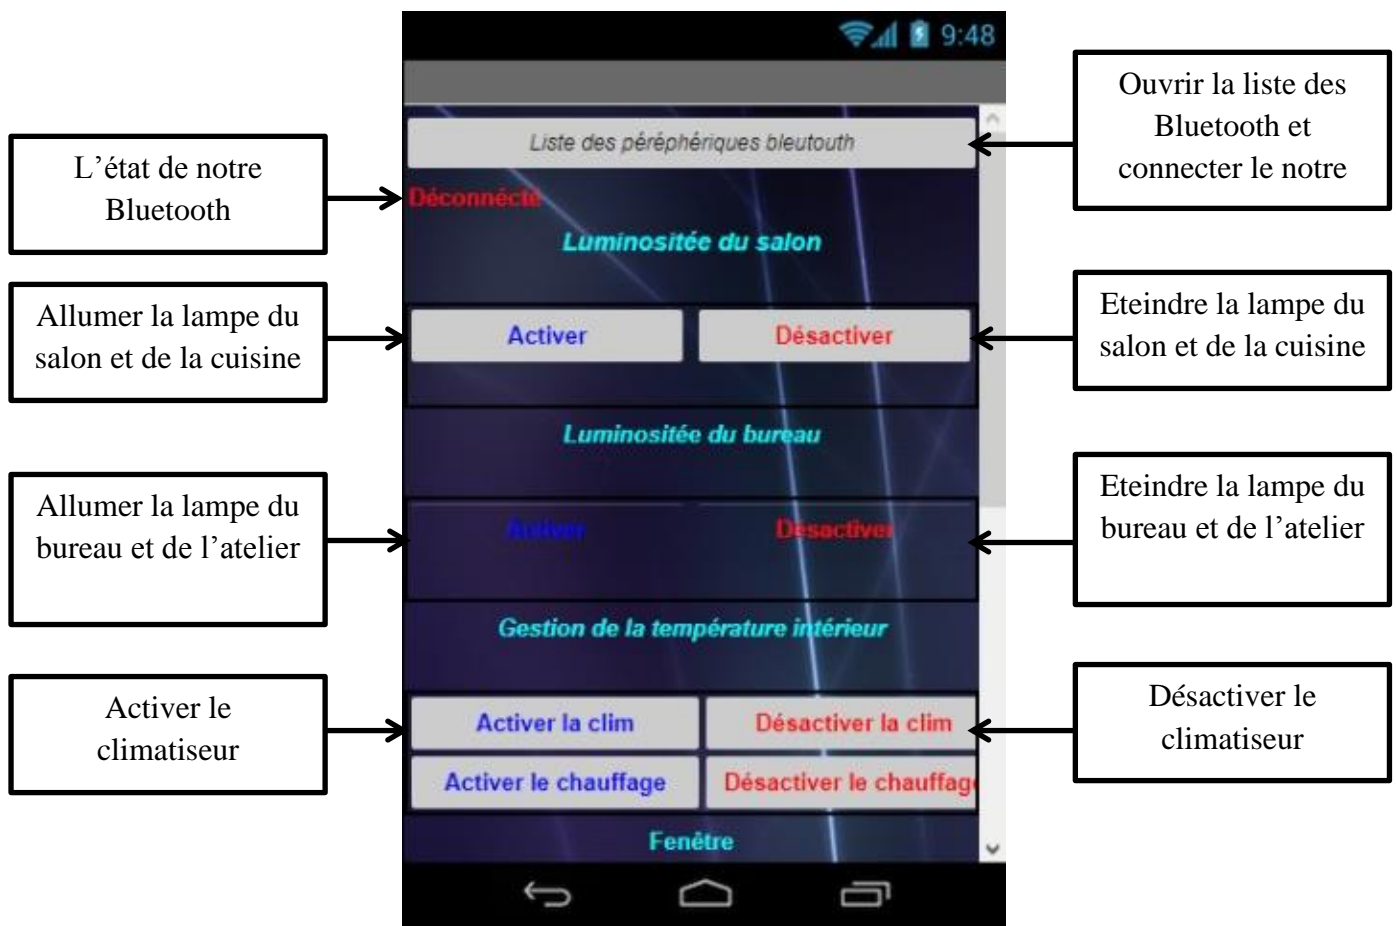 9:48
Ouvrir la liste des
Bluetooth et
connecter le notre
Liste des péréphériques bleutouth
L’état de notre
Bluetooth
Déconnécté
Luminositée du salon
Allumer la lampe du
salon et de la cuisine
Activer
Désactiver
Eteindre la lampe du
salon et de la cuisine
Luminositée du bureau
Allumer la lampe du
bureau et de l’atelier
Activer
Désactiver
Eteindre la lampe du
bureau et de l’atelier
Gestion de la température intérieur
Activer le
climatiseur
Activer la clim
Désactiver la clim
Désactiver le
climatiseur
Activer le chauffage
Désactiver le chauffage
Fenêtre